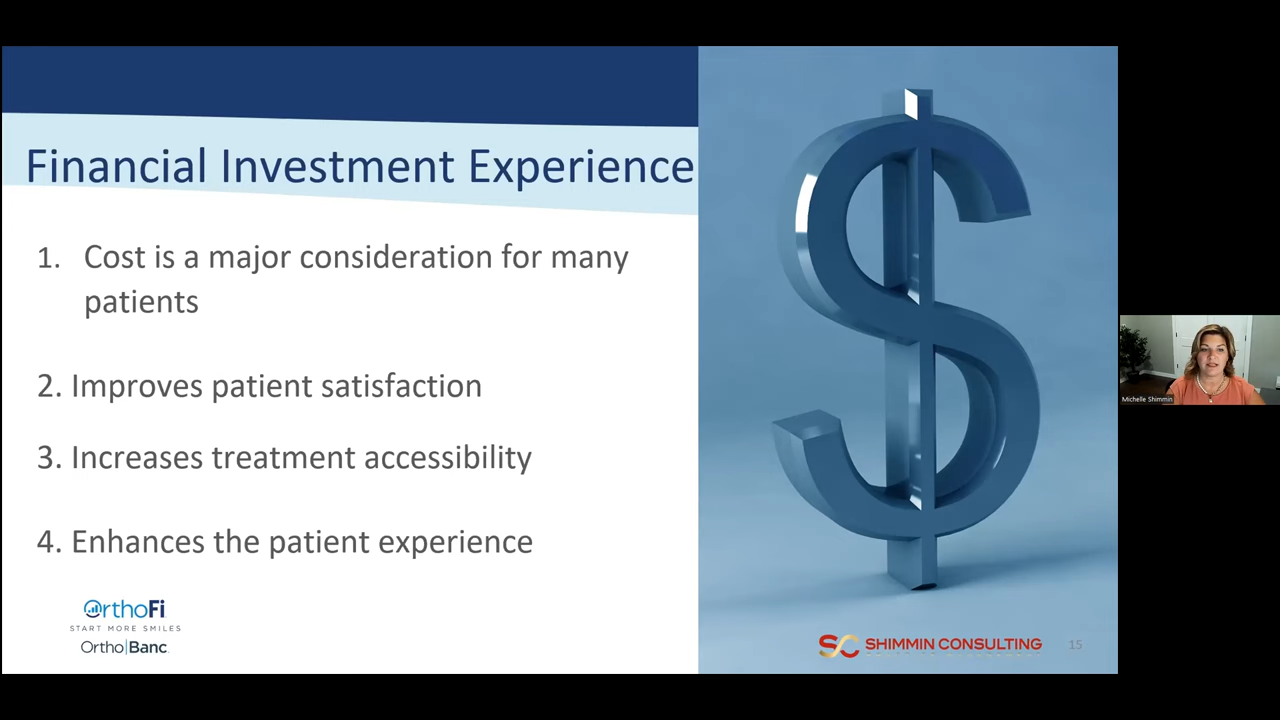 Financial Investment Experience
1. Cost is a major consideration for many
patients
2. Improves patient satisfaction
3. Increases treatment accessibility
4. Enhances the patient experience
OrthoFi
START MORE SMILES
Ortho|Banc
SC SHIMMIN CONSULTING
15
Michelle Shimmin